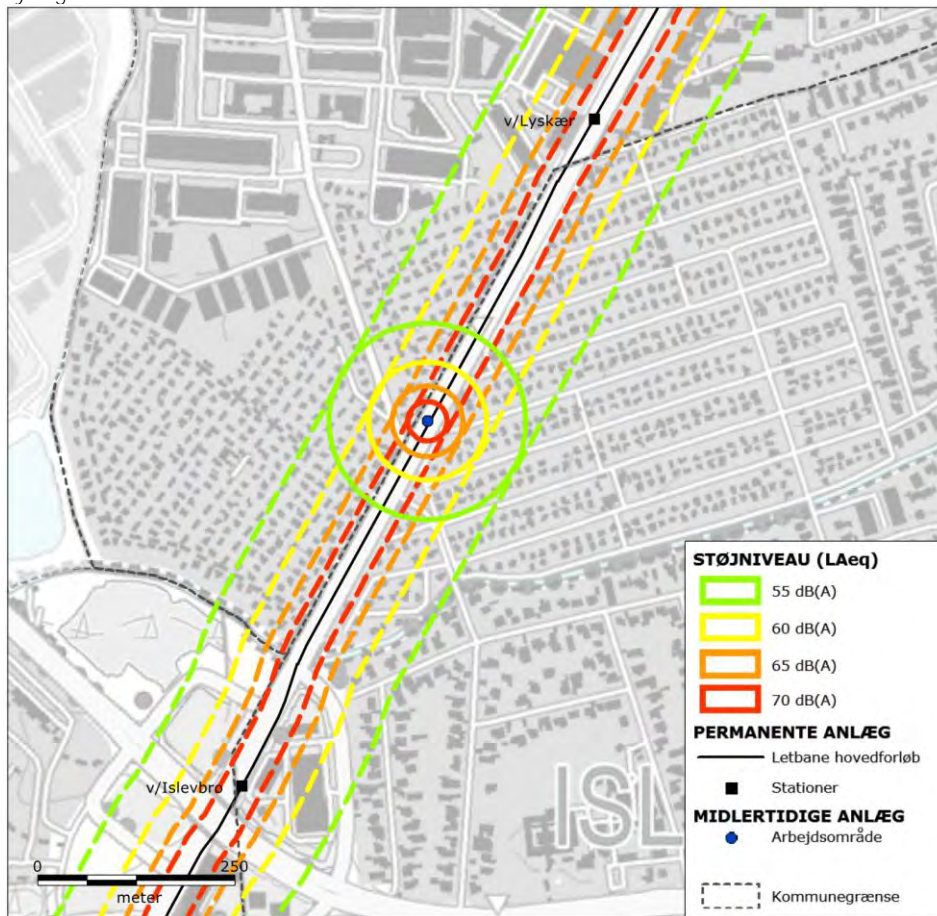 v/Lyskær
STØJNIVEAU (LAeq)
55 dB(A)
60 dB(A)
65 dB(A)
70 dB(A)
PERMANENTE ANLÆG
Letbane hovedforløb
Stationer
MIDLERTIDIGE ANLÆG
Arbejdsområde
Kommunegrænse
v/Islevbro
ISL
0 250
meter